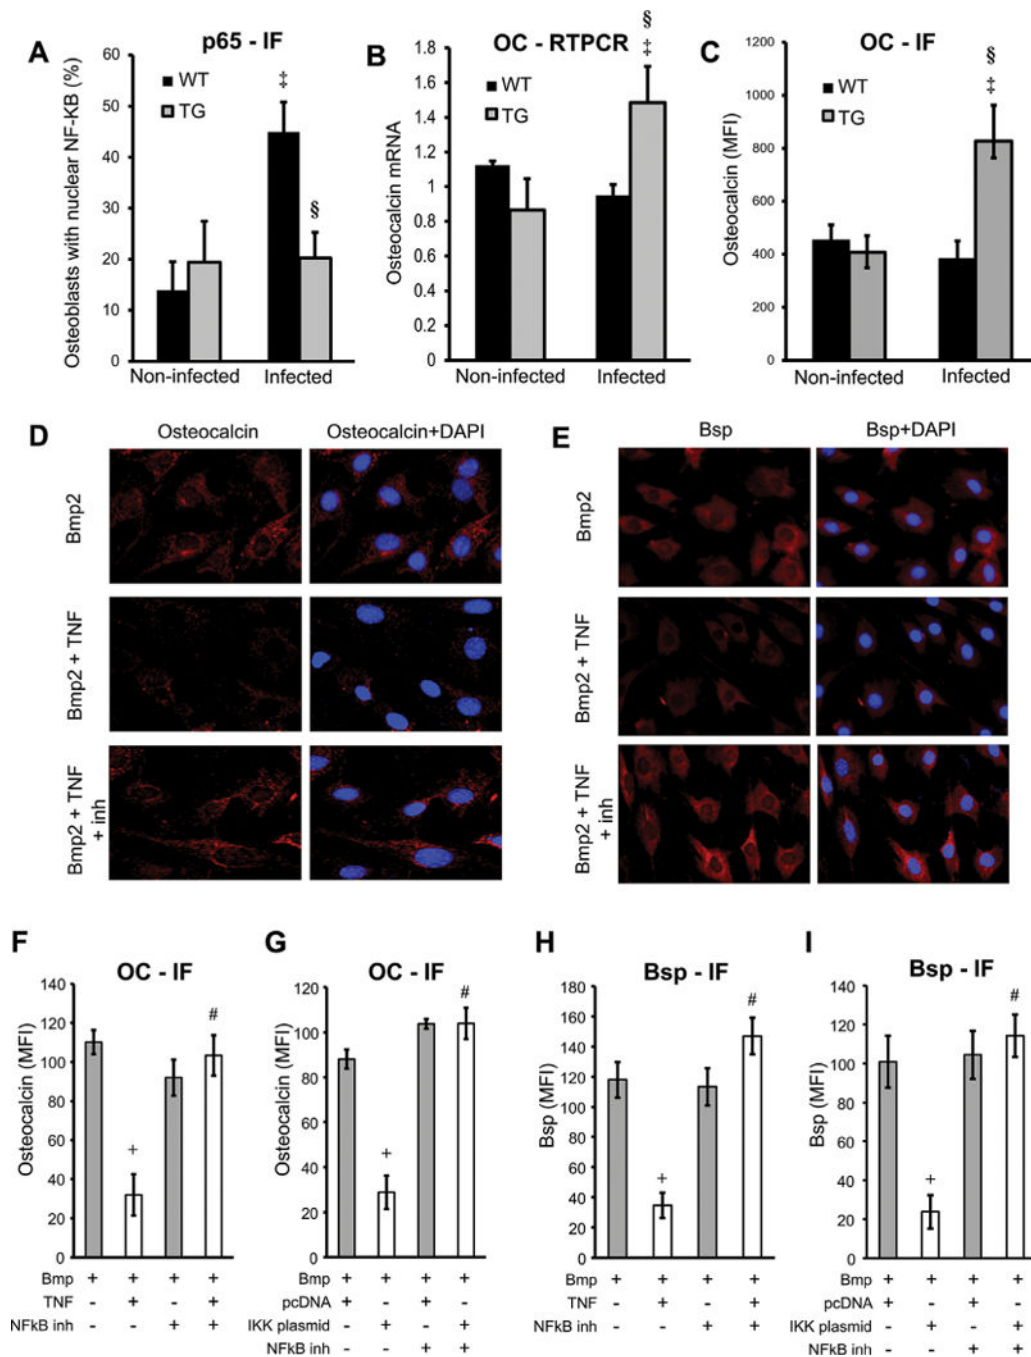 A
p65 - IF
Osteoblasts with nuclear NF-KB (%)
60
50
40
30
20
10
0
WT
TG
‡
§
Non-infected Infected
B
OC - RTPCR
Osteocalcin mRNA
1.8
1.6
1.4
1.2
1
0.8
0.6
0.4
0.2
0
WT
TG
§
‡
Non-infected Infected
C
OC - IF
Osteocalcin (MFI)
1200
1000
800
600
400
200
0
WT
TG
§
‡
Non-infected Infected
D
Osteocalcin Osteocalcin+DAPI
Bmp2
Bmp2 + TNF
Bmp2 + TNF
+ inh
E
Bsp Bsp+DAPI
Bmp2
Bmp2 + TNF
Bmp2 + TNF
+ inh
F
OC - IF
Osteocalcin (MFI)
140
120
100
80
60
40
20
0
+
#
Bmp + + + +
TNF - + - +
NFkB inh - - + +
G
OC - IF
Osteocalcin (MFI)
120
100
80
60
40
20
0
+
#
Bmp + + + +
pcDNA + - + -
IKK plasmid - + - +
NFkB inh - - + +
H
Bsp - IF
Bsp (MFI)
180
160
140
120
100
80
60
40
20
0
+
#
Bmp + + + +
TNF - + - +
NFkB inh - - + +
I
Bsp - IF
Bsp (MFI)
140
120
100
80
60
40
20
0
+
#
Bmp + + + +
pcDNA + - + -
IKK plasmid - + - +
NFkB inh - - + +